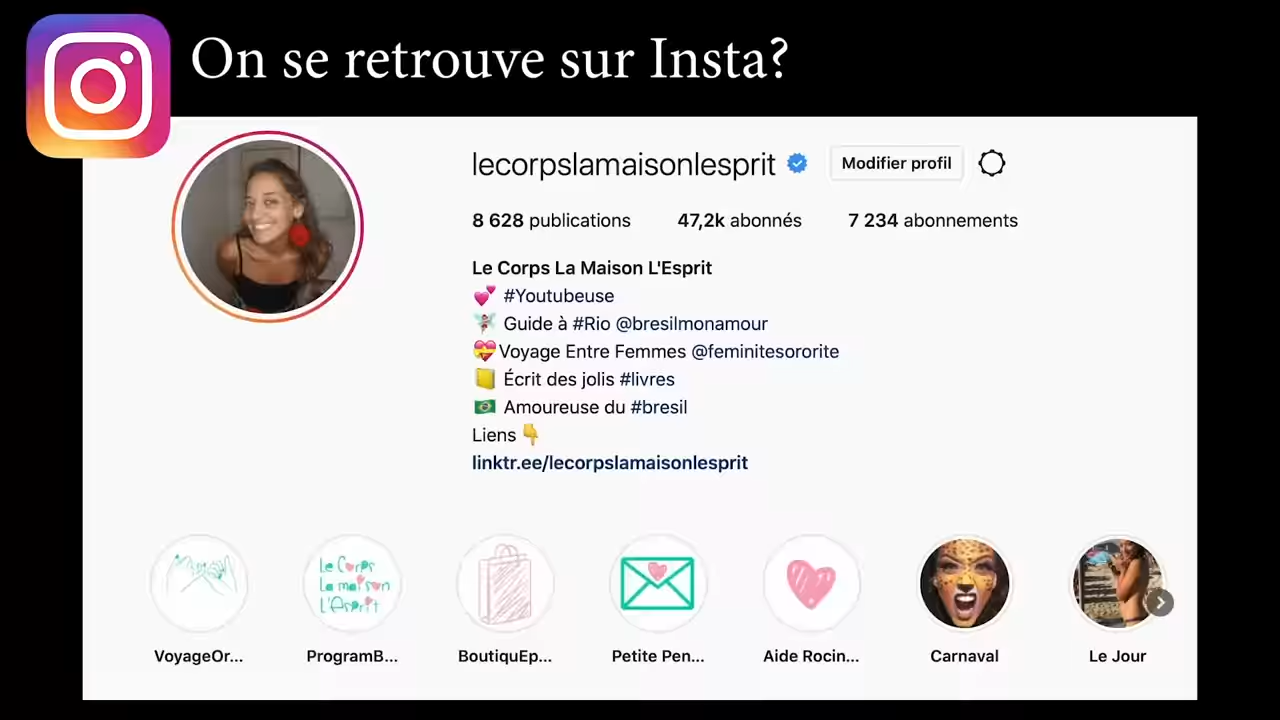 On se retrouve sur Insta?
lecorpslamaisonlesprit Modifier profil
8 628 publications 47,2k abonnés 7 234 abonnements
Le Corps La Maison L'Esprit
💕 #Youtubeuse
🧚 Guide à #Rio @bresilmonamour
💝Voyage Entre Femmes @feminitesororite
📒 Écrit des jolis #livres
🇧🇷 Amoureuse du #bresil
Liens 👇
linktr.ee/lecorpslamaisonlesprit
Le Corps
La maison
L'Esprit
VoyageOr... ProgramB... BoutiquEp... Petite Pen... Aide Rocin... Carnaval Le Jour